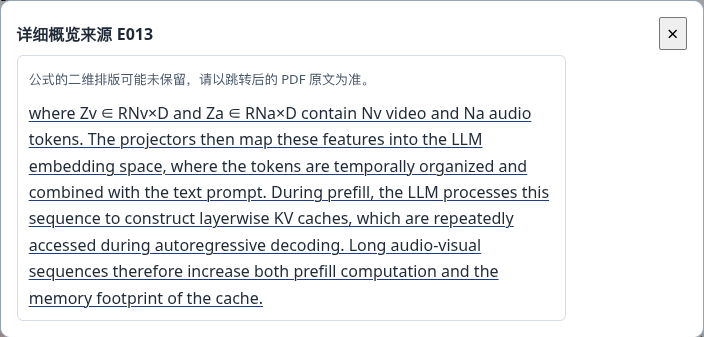 详细概览来源 E013
×
公式的二维排版可能未保留，请以跳转后的 PDF 原文为准。
where Zv ∈ RNv×D and Za ∈ RNa×D contain Nv video and Na audio
tokens. The projectors then map these features into the LLM
embedding space, where the tokens are temporally organized and
combined with the text prompt. During prefill, the LLM processes this
sequence to construct layerwise KV caches, which are repeatedly
accessed during autoregressive decoding. Long audio-visual
sequences therefore increase both prefill computation and the
memory footprint of the cache.